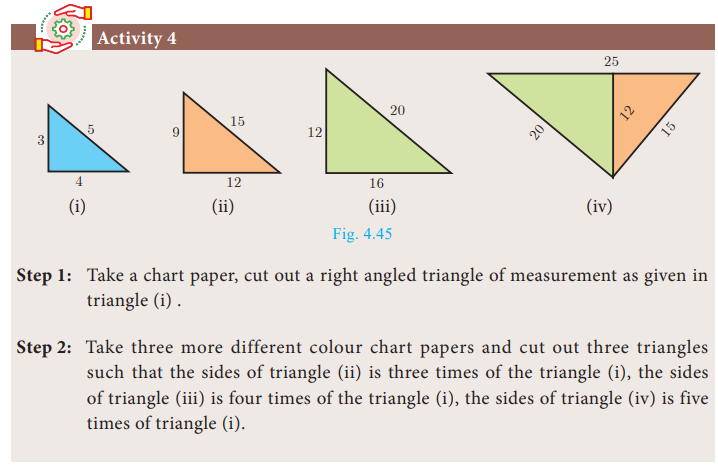 Activity 4
3
5
4
(i)
9
15
12
(ii)
12
20
16
(iii)
25
20
12
15
(iv)
Fig. 4.45
Step 1: Take a chart paper, cut out a right angled triangle of measurement as given in
triangle (i) .
Step 2: Take three more different colour chart papers and cut out three triangles
such that the sides of triangle (ii) is three times of the triangle (i), the sides
of triangle (iii) is four times of the triangle (i), the sides of triangle (iv) is five
times of triangle (i).